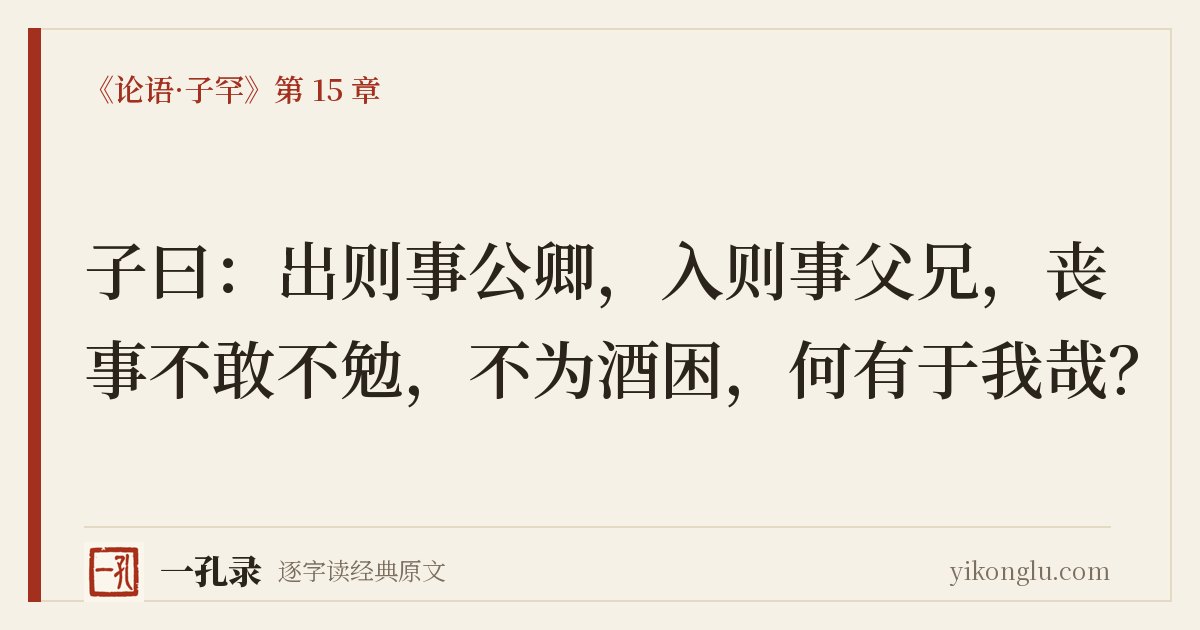 《论语·子罕》第 15 章
子曰：出则事公卿，入则事父兄，丧
事不敢不勉，不为酒困，何有于我哉？
一孔 一孔录 逐字读经典原文 yikonglu.com